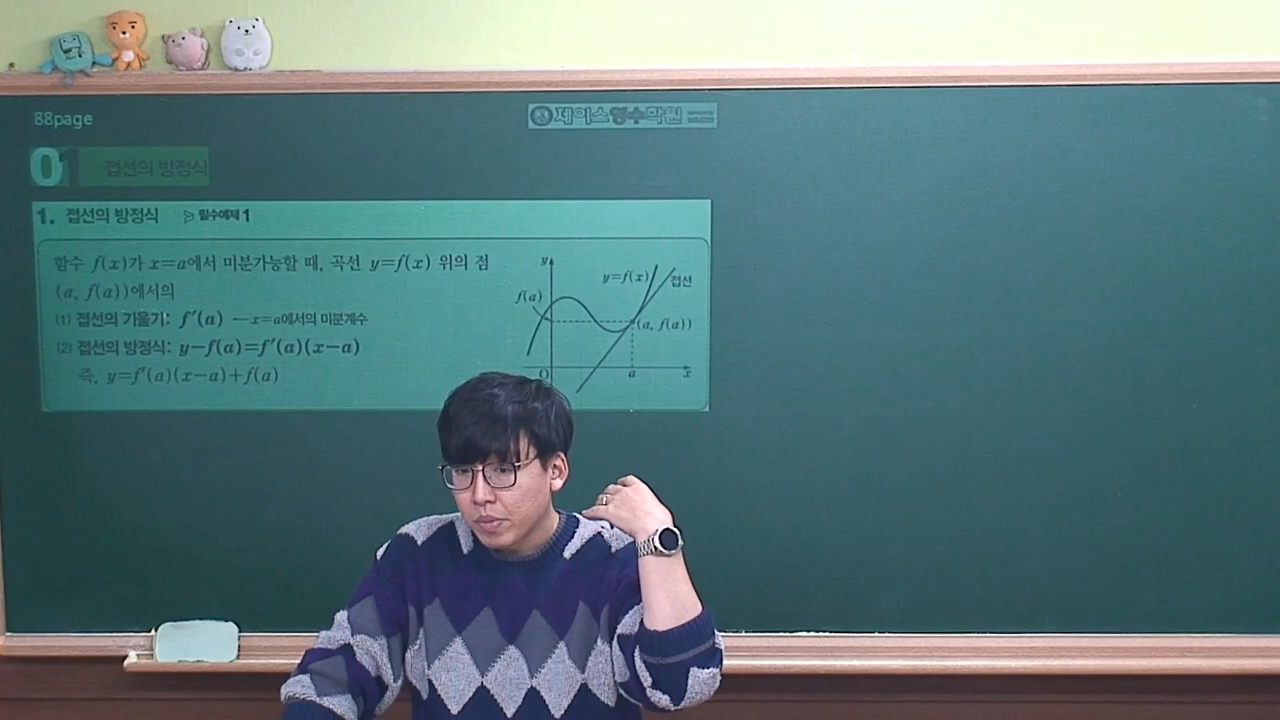 88page
제이스영수학원
01 접선의 방정식
1. 접선의 방정식 ▷ 필수예제 1
함수 f(x)가 x=a에서 미분가능할 때, 곡선 y=f(x) 위의 점
(a, f(a))에서의
(1) 접선의 기울기: f′(a) ←x=a에서의 미분계수
(2) 접선의 방정식: y−f(a)=f′(a)(x−a)
즉, y=f′(a)(x−a)+f(a)
y
y=f(x)
접선
f(a)
(a, f(a))
O
a
x